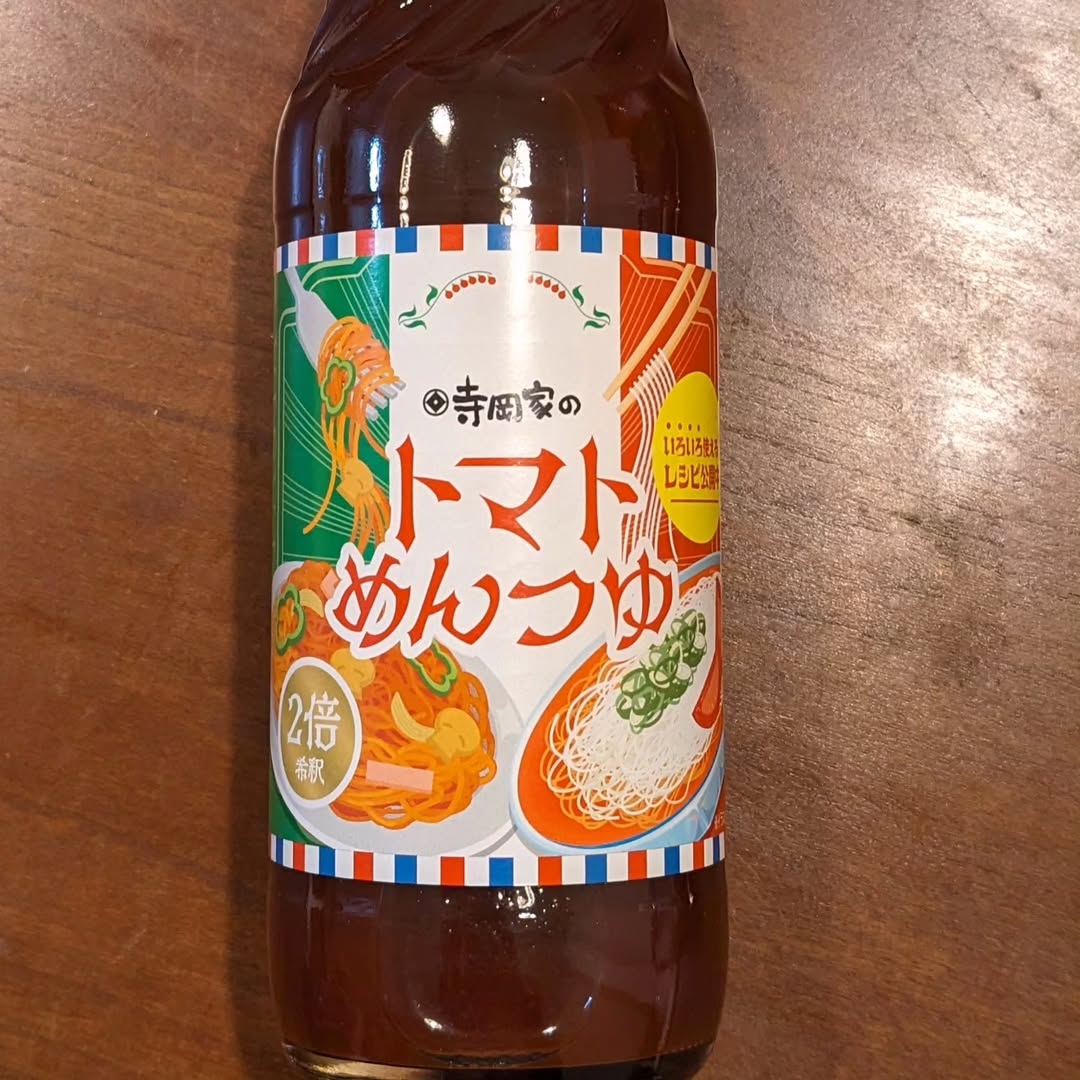 寺岡家の
トマト
めんつゆ
いろいろ使える
レシピ公開中
2倍
希釈